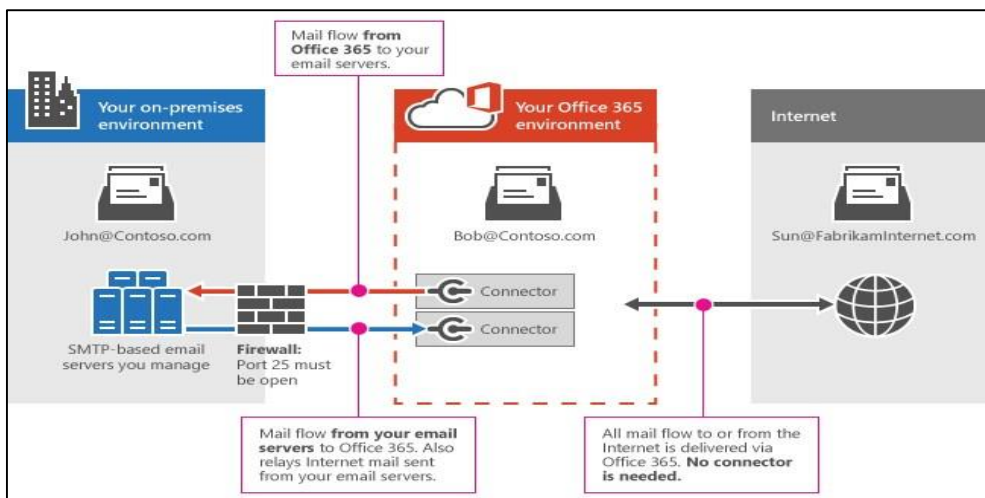 Mail flow from
Office 365 to your
email servers.
Your on-premises
environment
Your Office 365
environment
Internet
John@Contoso.com
Bob@Contoso.com
Sun@FabrikamInternet.com
Connector
Connector
SMTP-based email
servers you manage
Firewall:
Port 25 must
be open
Mail flow from your email
servers to Office 365. Also
relays Internet mail sent
from your email servers.
All mail flow to or from the
Internet is delivered via
Office 365. No connector
is needed.